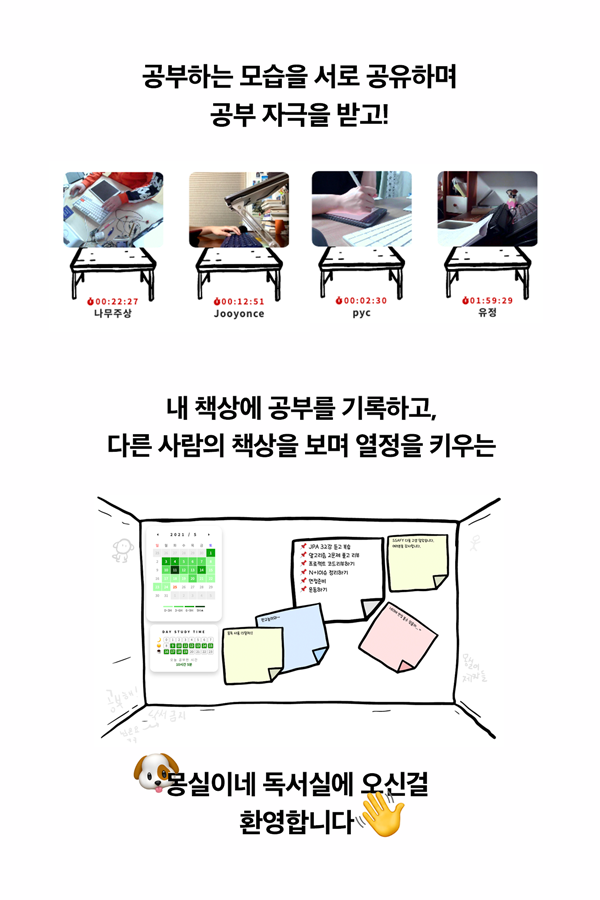 공부하는 모습을 서로 공유하며
공부 자극을 받고!
00:22:27
나무주상
00:12:51
Jooyonce
00:02:30
pyc
01:59:29
유정
내 책상에 공부를 기록하고,
다른 사람의 책상을 보며 열정을 키우는
2021 / 3
JPA 32강 듣고 복습
알고리즘 2문제 풀고 리뷰
프로젝트 코드리뷰하기
N+1이슈 정리하기
면접준비
운동하기
DAY STUDY TIME
몽실이네 독서실에 오신걸
환영합니다